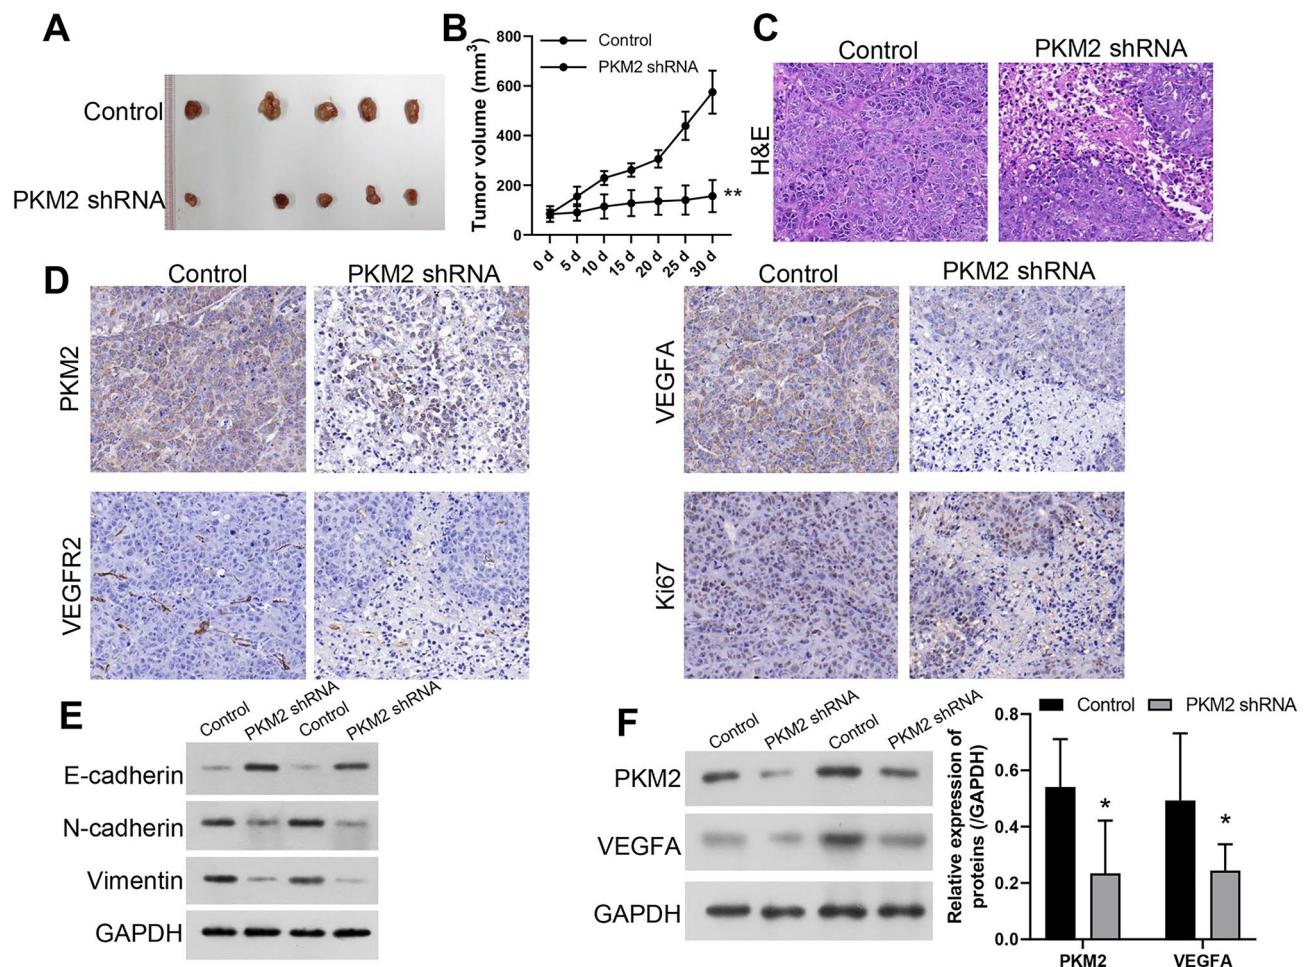 A
Control
PKM2 shRNA
B
Tumor volume (mm3)
800
600
400
200
0
Control
PKM2 shRNA
**
0 d
5 d
10 d
15 d
20 d
25 d
30 d
C
Control
PKM2 shRNA
H&E
D
Control
PKM2 shRNA
Control
PKM2 shRNA
PKM2
VEGFA
VEGFR2
Ki67
E
Control
PKM2 shRNA
Control
PKM2 shRNA
E-cadherin
N-cadherin
Vimentin
GAPDH
F
Control
PKM2 shRNA
Control
PKM2 shRNA
PKM2
VEGFA
GAPDH
Control
PKM2 shRNA
Relative expression of
proteins (/GAPDH)
0.8
0.6
0.4
0.2
0.0
*
*
PKM2
VEGFA